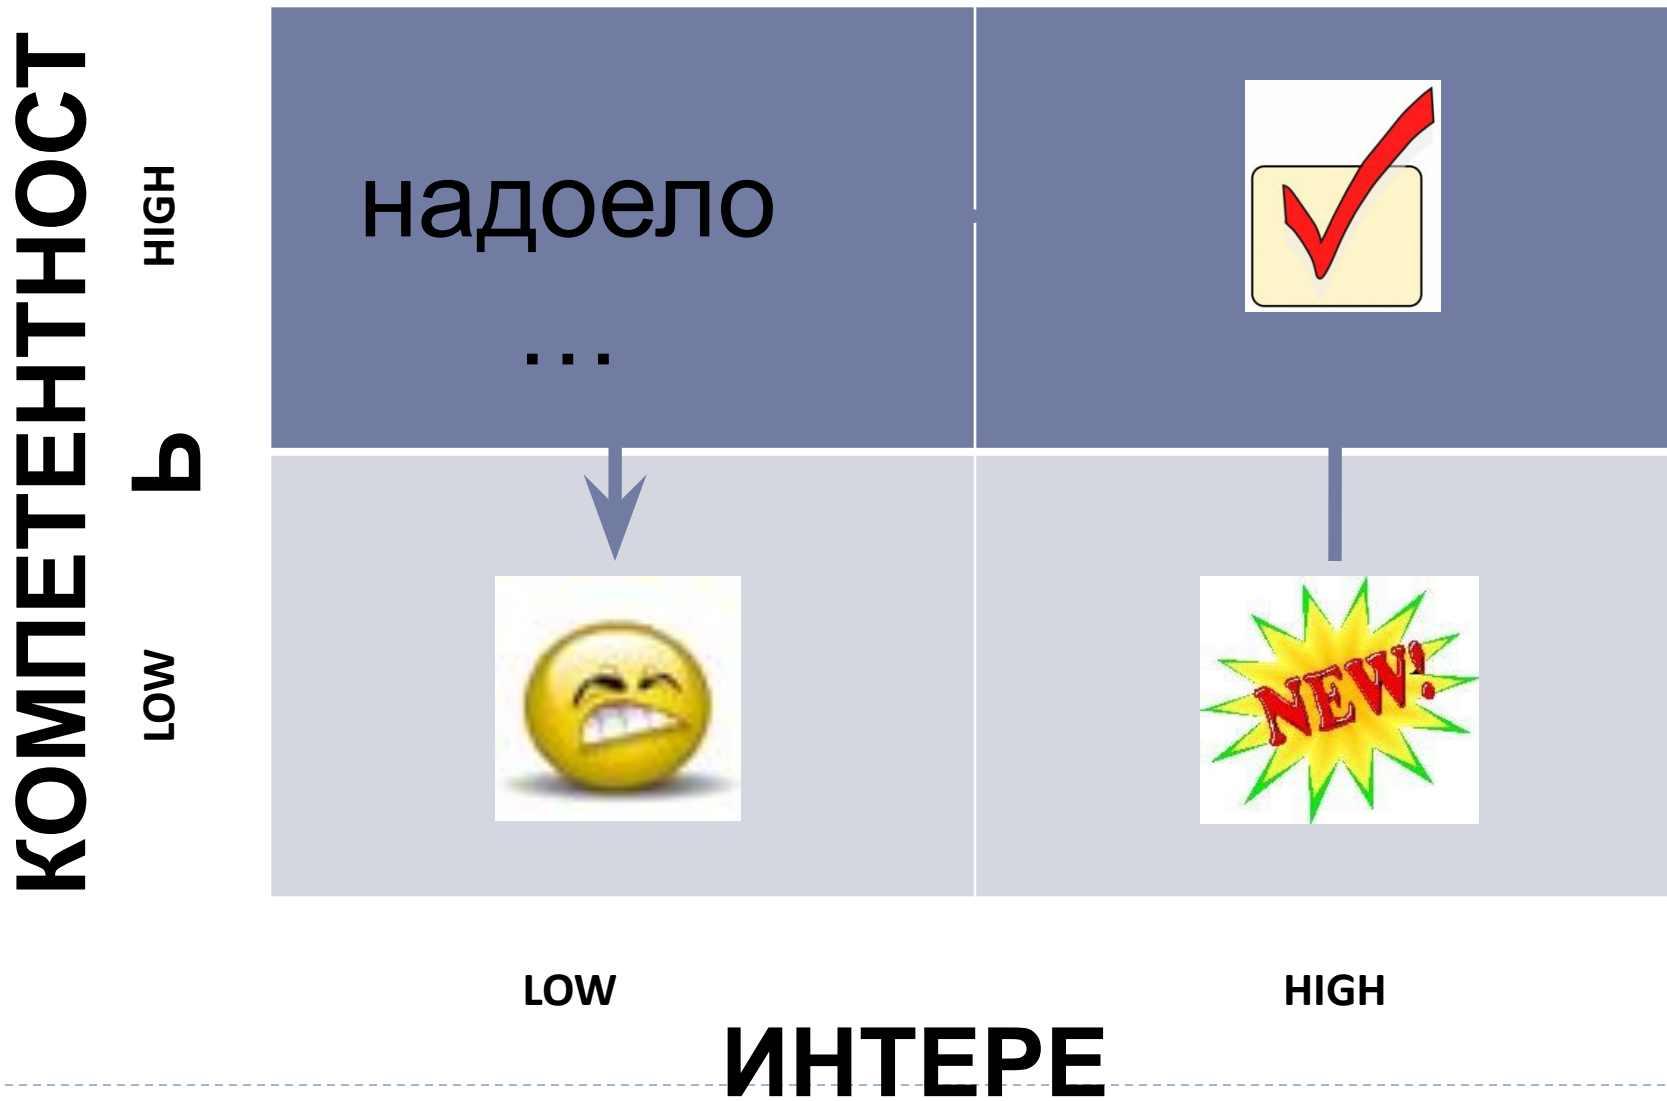 КОМПЕТЕНТНОСТ
Ь
HIGH
LOW
надоело
...
NEW!
LOW
HIGH
ИНТЕРЕ